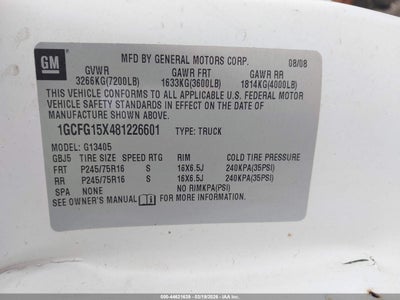 GM
MFD BY GENERAL MOTORS CORP. 08/08
GVWR GAWR FRT GAWR RR
3266KG(7200LB) 1633KG(3600LB) 1814KG(4000LB)
THIS VEHICLE CONFORMS TO ALL APPLICABLE U.S. FEDERAL MOTOR
VEHICLE SAFETY STANDARDS IN EFFECT ON THE DATE OF
MANUFACTURE SHOWN ABOVE.
1GCFG15X481226601 TYPE: TRUCK
MODEL: G13405
GBJ5 TIRE SIZE SPEED RTG RIM COLD TIRE PRESSURE
FRT P245/75R16 S 16X6.5J 240KPA(35PSI)
RR P245/75R16 S 16X6.5J 240KPA(35PSI)
SPA NONE NO RIMKPA(PSI)
SEE OWNER'S MANUAL FOR MORE INFORMATION.